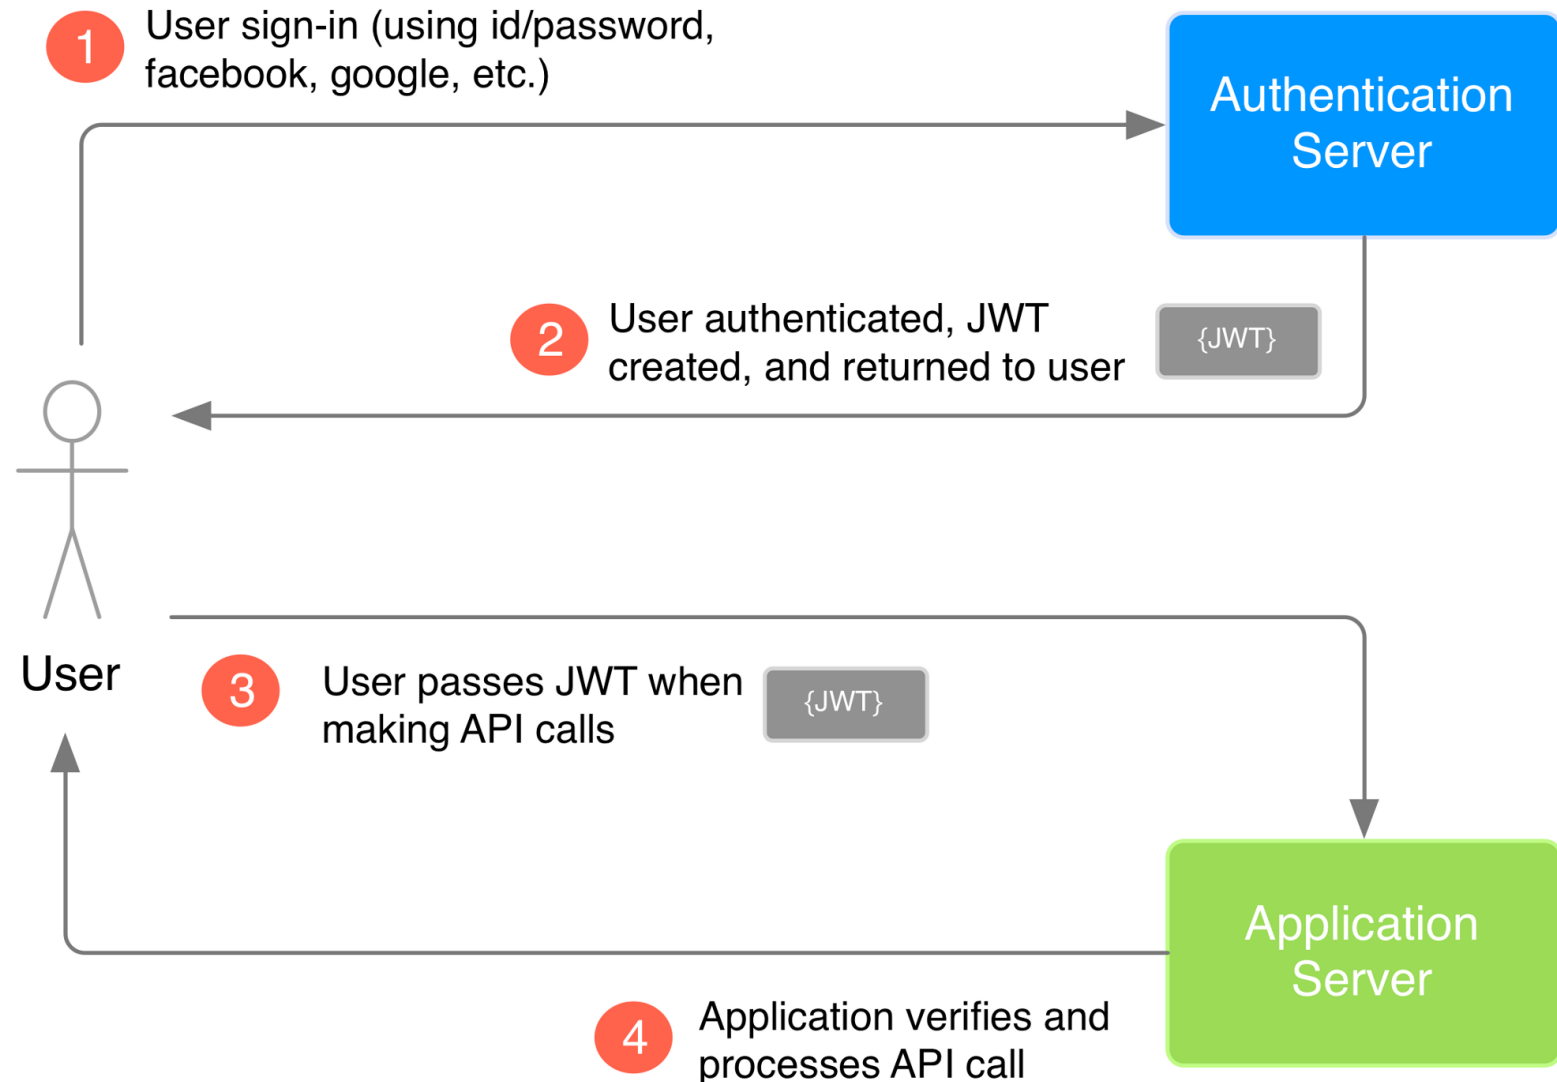 1
User sign-in (using id/password,
facebook, google, etc.)
Authentication
Server
2
User authenticated, JWT
created, and returned to user
{JWT}
User
3
User passes JWT when
making API calls
{JWT}
Application
Server
4
Application verifies and
processes API call